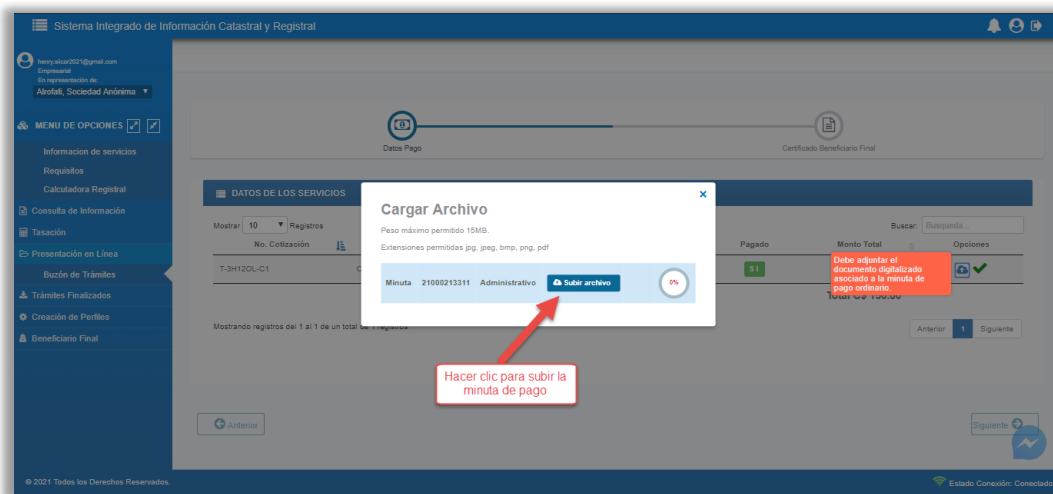 Sistema Integrado de Información Catastral y Registral
henry.siicar2021@gmail.com
Empresarial
En representación de:
Alrofali, Sociedad Anónima
MENU DE OPCIONES
Informacion de servicios
Requisitos
Calculadora Registral
Consulta de Información
Tasación
Presentación en Línea
Buzón de Trámites
Trámites Finalizados
Creación de Perfiles
Beneficiario Final
Datos Pago
Certificado Beneficiario Final
DATOS DE LOS SERVICIOS
Mostrar 10 Registros
Buscar: Busqueda...
No. Cotización
Pagado
Monto Total
Opciones
T-3H12OL-C1
SI
Total C$ 150.00
Mostrando registros del 1 al 1 de un total de 1 registros
Anterior 1 Siguiente
Cargar Archivo
×
Peso máximo permitido 15MB.
Extensiones permitidas jpg, jpeg, bmp, png, pdf
Minuta 21000213311 Administrativo Subir archivo 0%
Debe adjuntar el
documento digitalizado
asociado a la minuta de
pago ordinario.
Hacer clic para subir la
minuta de pago
Anterior
Siguiente
© 2021 Todos los Derechos Reservados.
Estado Conexión: Conectado